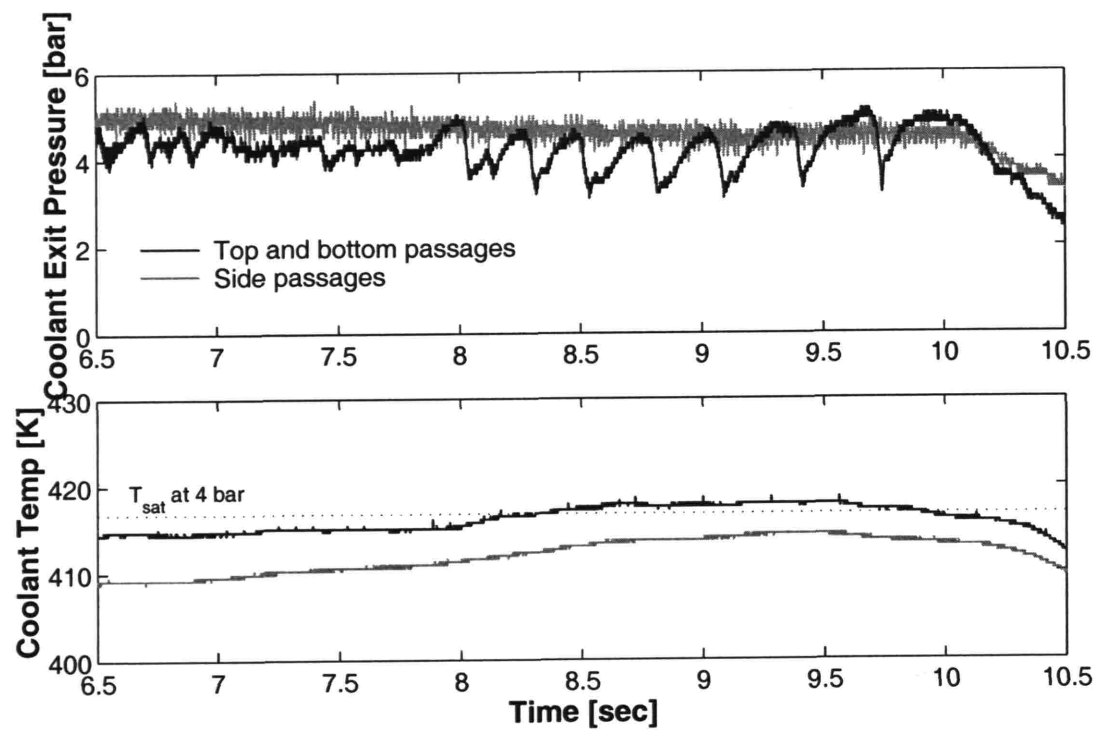 Coolant Exit Pressure [bar]
6
4
2
0
Top and bottom passages
Side passages
6.5 7 7.5 8 8.5 9 9.5 10 10.5
Coolant Temp [K]
430
420
410
400
T_sat at 4 bar
6.5 7 7.5 8 8.5 9 9.5 10 10.5
Time [sec]